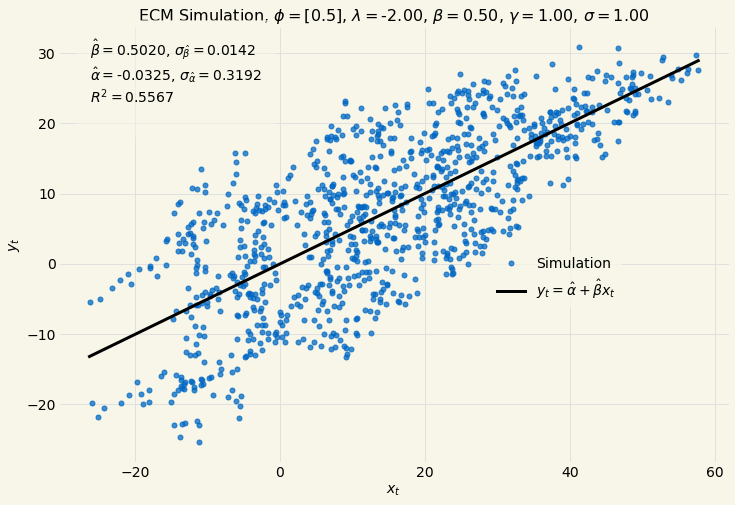 ECM Simulation, ϕ = [0.5], λ = -2.00, β = 0.50, γ = 1.00, σ = 1.00
β̂ = 0.5020, σ_β̂ = 0.0142
α̂ = -0.0325, σ_α̂ = 0.3192
R² = 0.5567
30
20
10
0
−10
−20
y_t
Simulation
y_t = α̂ + β̂x_t
−20
0
20
40
60
x_t